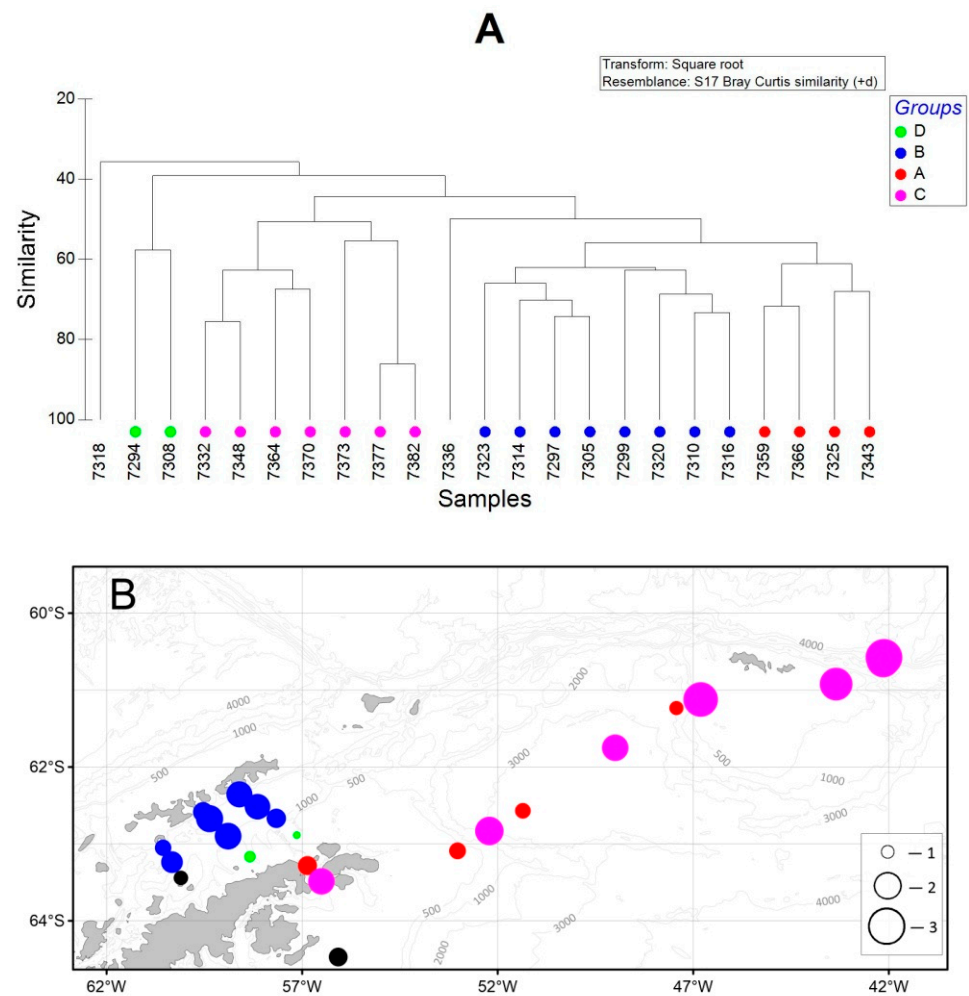 A
Transform: Square root
Resemblance: S17 Bray Curtis similarity (+d)
Groups
D
B
A
C
20
40
60
80
100
Similarity
7318
7294
7308
7332
7348
7364
7370
7373
7377
7382
7336
7323
7314
7297
7305
7299
7320
7310
7316
7359
7366
7325
7343
Samples
B
60°S
62°S
64°S
4000
2000
4000
1000
500
3000
500
500
1000
1000
3000
500
1000
3000
2000
4000
— 1
— 2
— 3
62°W
57°W
52°W
47°W
42°W